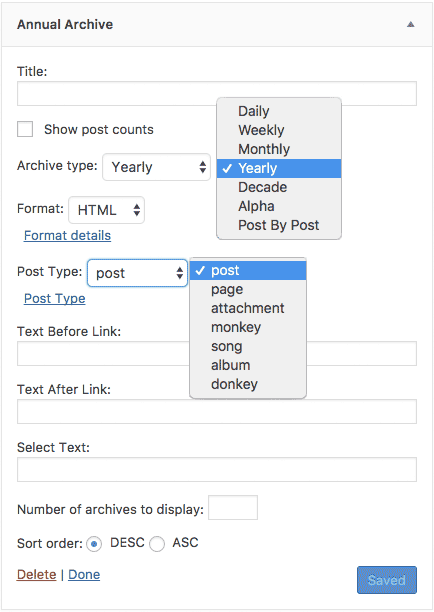 Annual Archive
Title:
Show post counts
Archive type: Yearly
Daily
Weekly
Monthly
Yearly
Decade
Alpha
Post By Post
Format: HTML
Format details
Post Type: post
post
page
attachment
monkey
song
album
donkey
Post Type
Text Before Link:
Text After Link:
Select Text:
Number of archives to display:
Sort order: DESC ASC
Delete | Done Saved